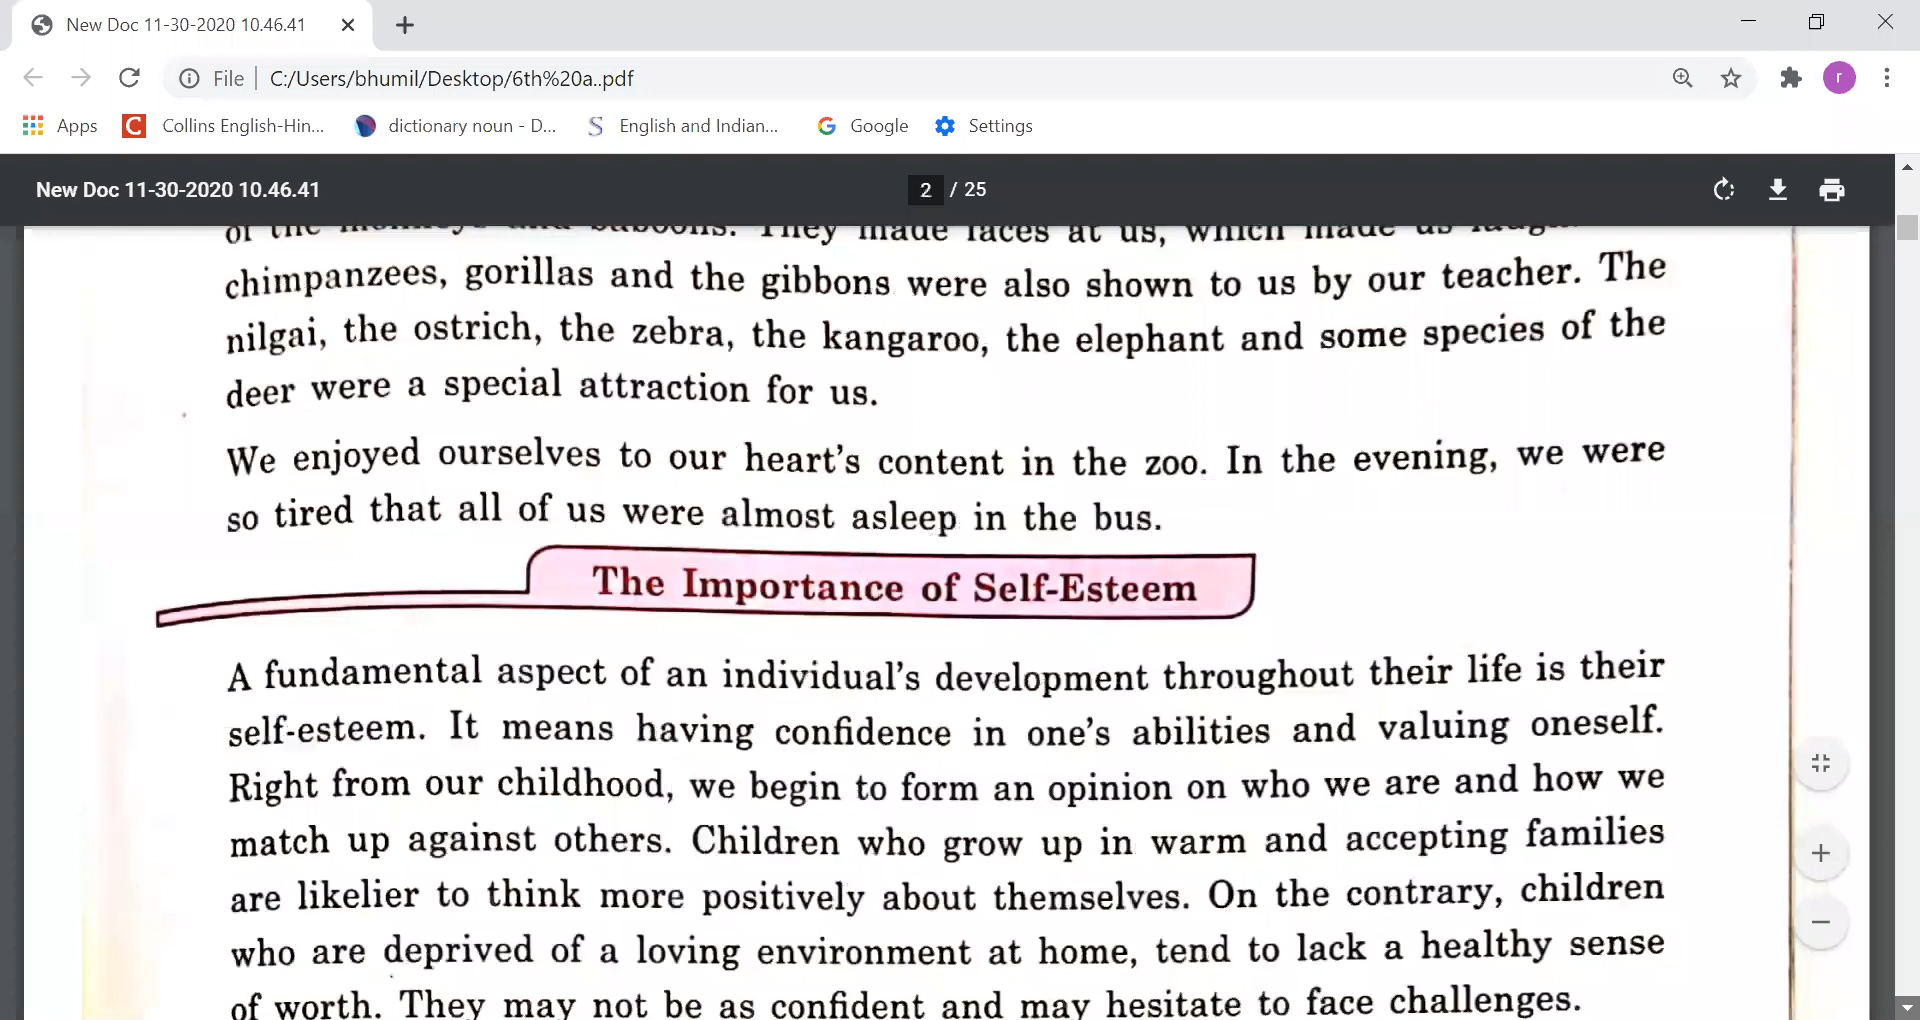 New Doc 11-30-2020 10.46.41
File C:/Users/bhumil/Desktop/6th%20a..pdf
r
Apps Collins English-Hin... dictionary noun - D... English and Indian... Google Settings
New Doc 11-30-2020 10.46.41 2 / 25
of the monkeys and baboons. They made faces at us, which made us laugh.
chimpanzees, gorillas and the gibbons were also shown to us by our teacher. The
nilgai, the ostrich, the zebra, the kangaroo, the elephant and some species of the
deer were a special attraction for us.
We enjoyed ourselves to our heart's content in the zoo. In the evening, we were
so tired that all of us were almost asleep in the bus.
The Importance of Self-Esteem
A fundamental aspect of an individual's development throughout their life is their
self-esteem. It means having confidence in one's abilities and valuing oneself.
Right from our childhood, we begin to form an opinion on who we are and how we
match up against others. Children who grow up in warm and accepting families
are likelier to think more positively about themselves. On the contrary, children
who are deprived of a loving environment at home, tend to lack a healthy sense
of worth. They may not be as confident and may hesitate to face challenges.